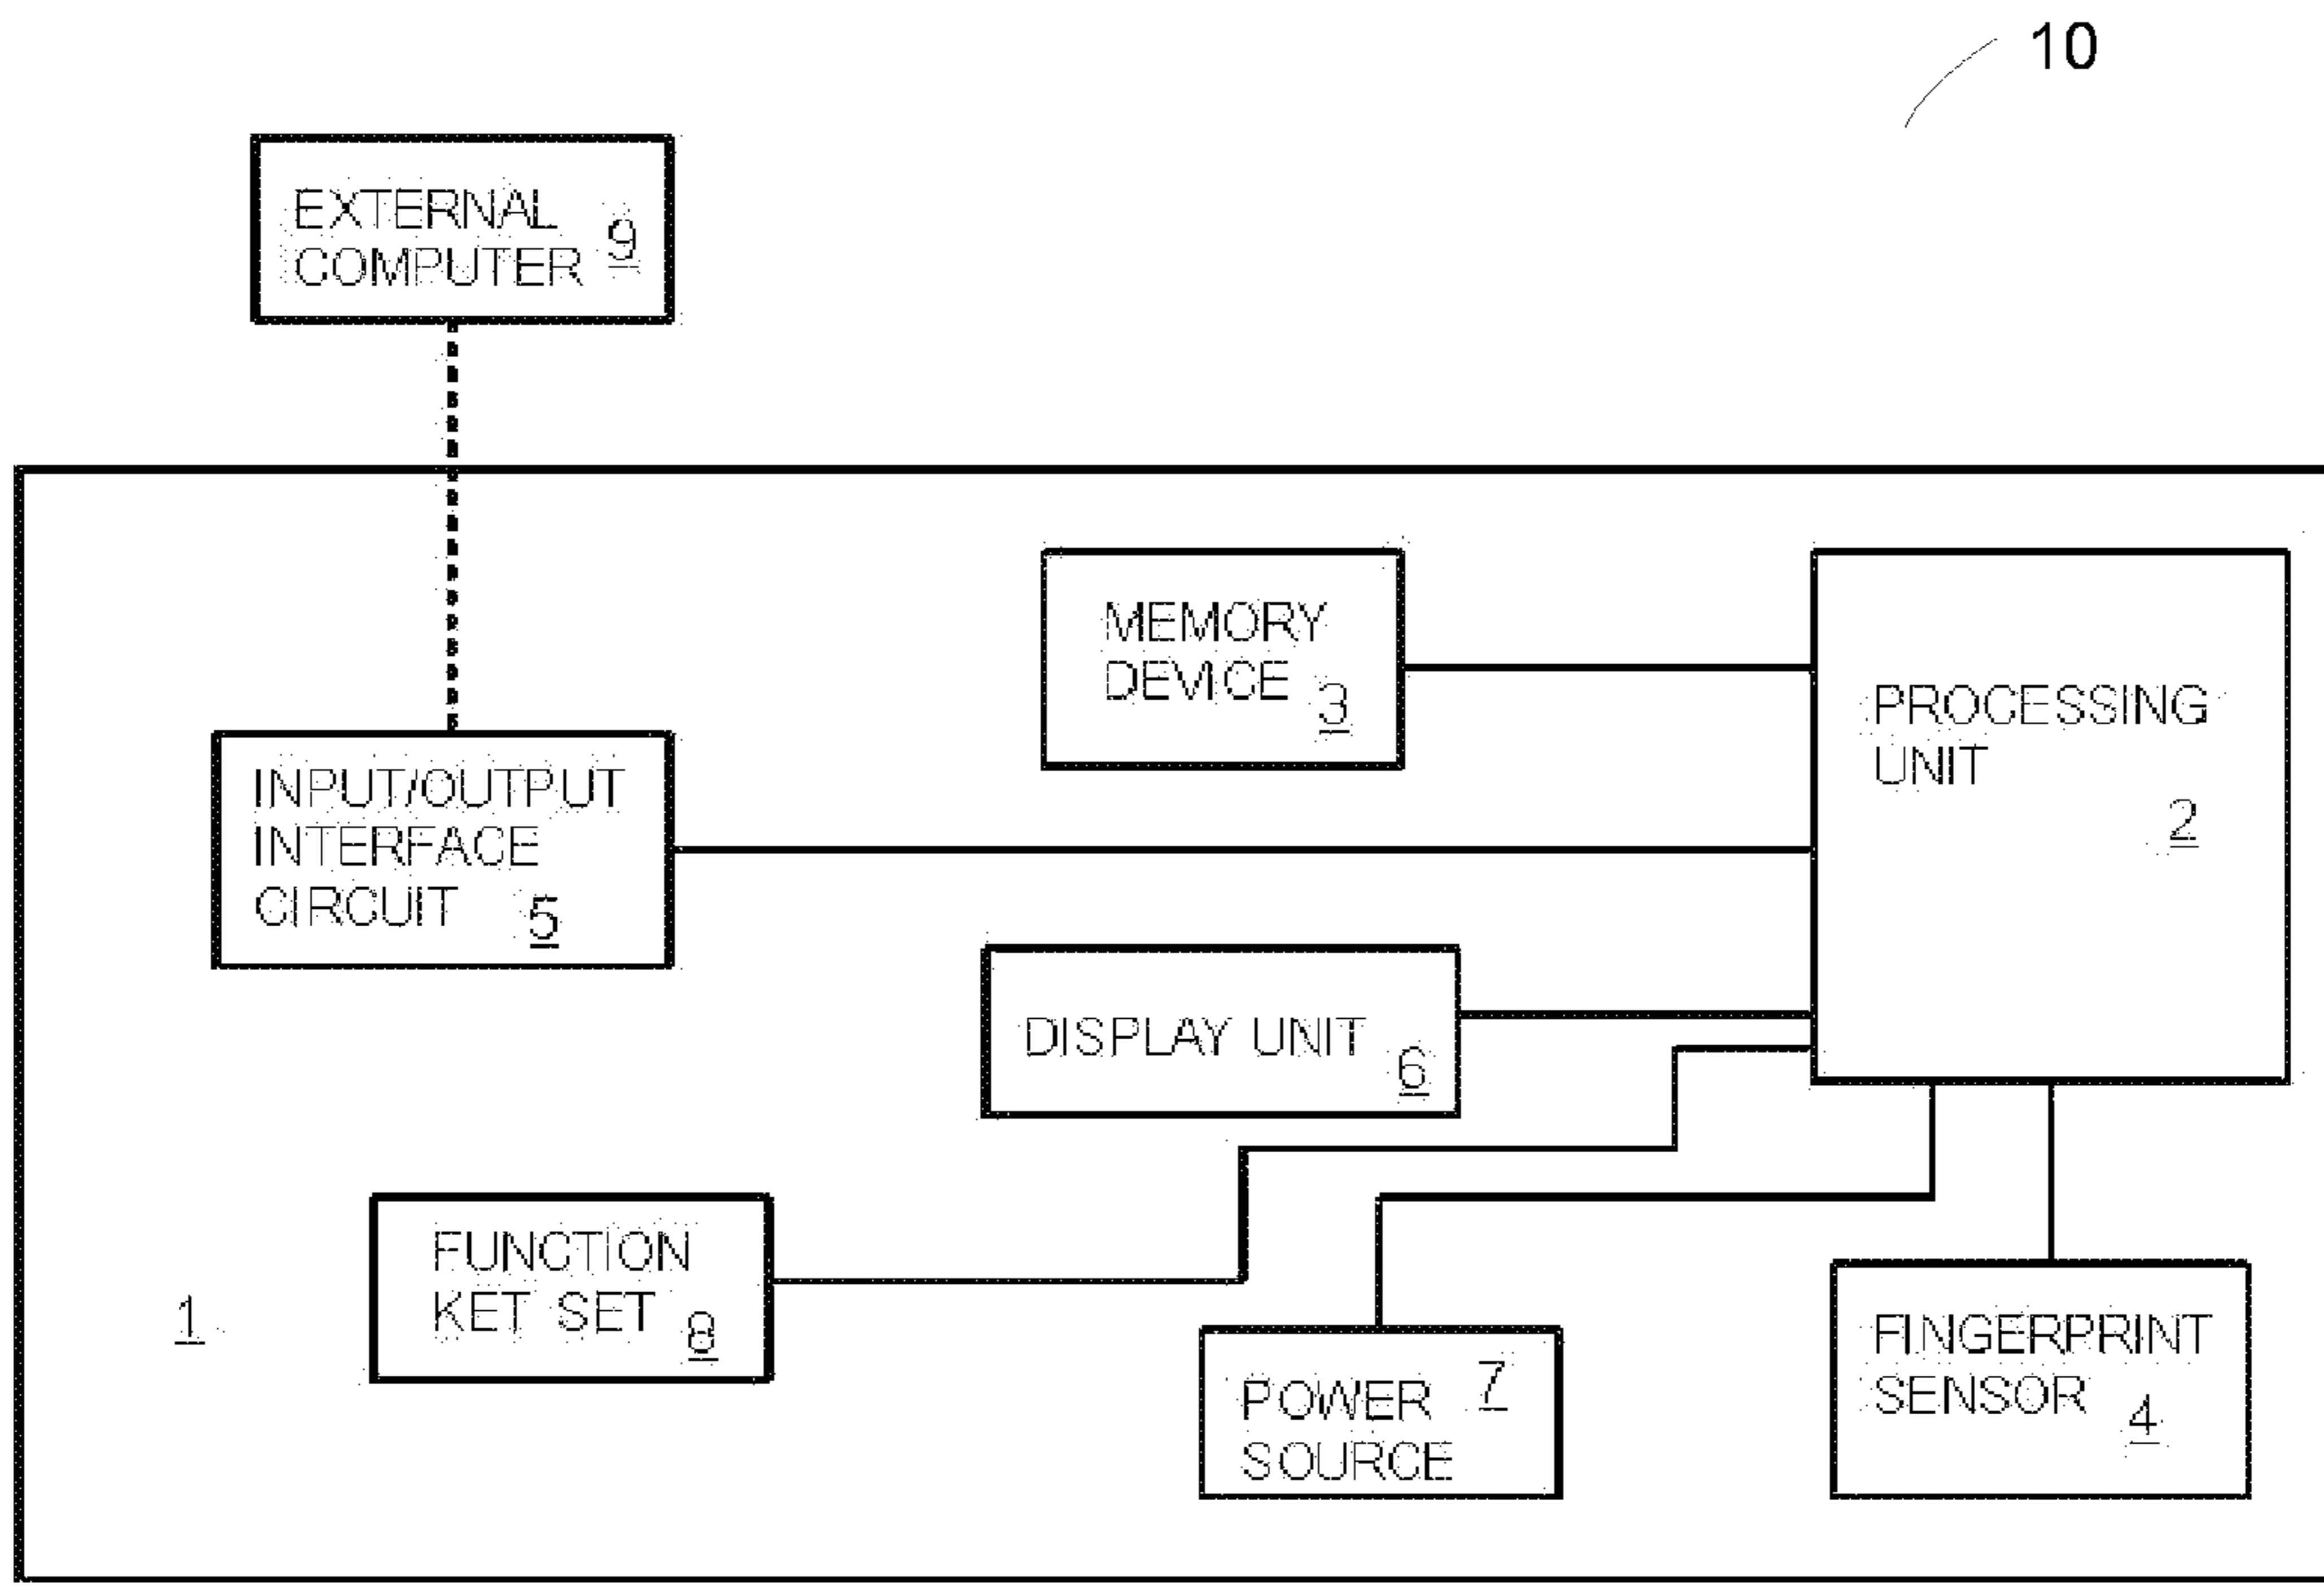 10
EXTERNAL
COMPUTER 9
MEMORY
DEVICE 3
PROCESSING
UNIT
2
INPUT/OUTPUT
INTERFACE
CIRCUIT 5
DISPLAY UNIT 6
FUNCTION
KET SET 8
1
POWER 7
SOURCE
FINGERPRINT
SENSOR 4